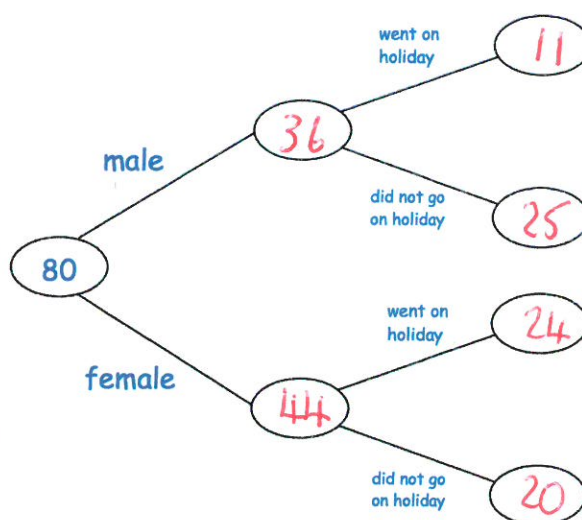 went on
holiday
11
36
male
did not go
on holiday
25
80
went on
holiday
24
female
44
did not go
on holiday
20